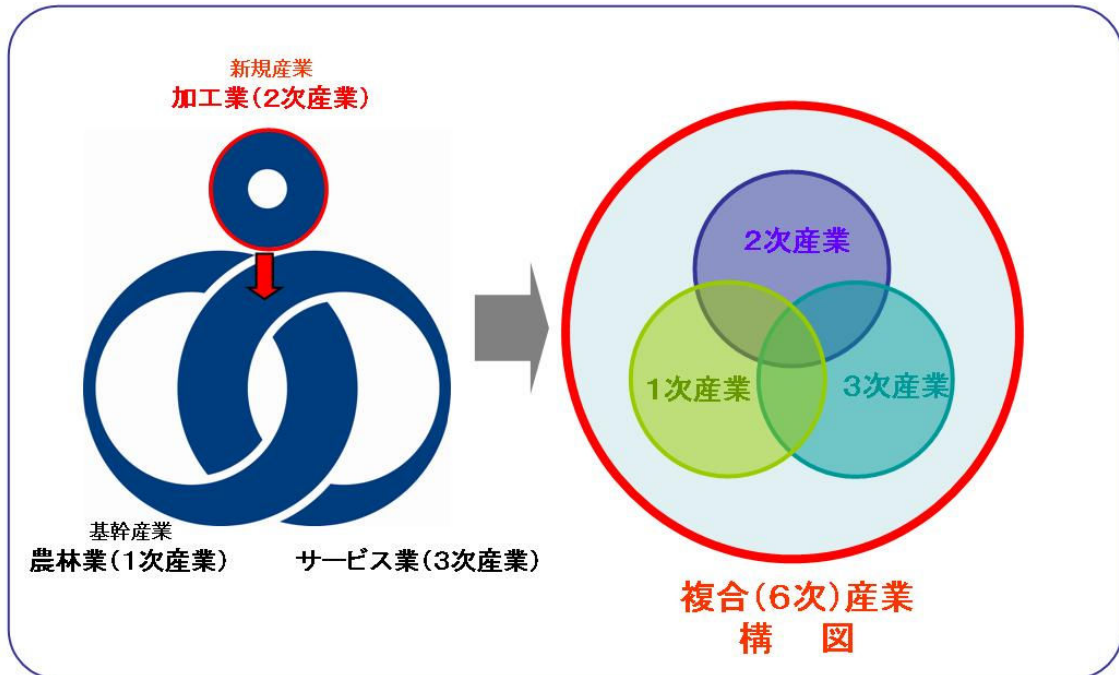 新規産業
加工業(2次産業)
基幹産業
農林業(1次産業)
サービス業(3次産業)
2次産業
1次産業
3次産業
複合(6次)産業
構　図